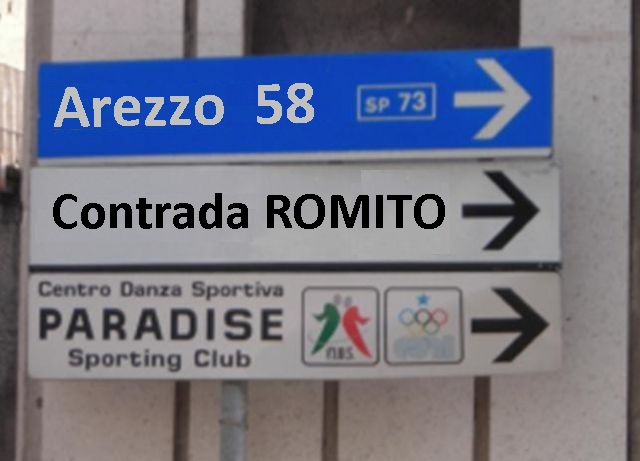 Arezzo 58 SP 73
Contrada ROMITO
Centro Danza Sportiva
PARADISE
Sporting Club